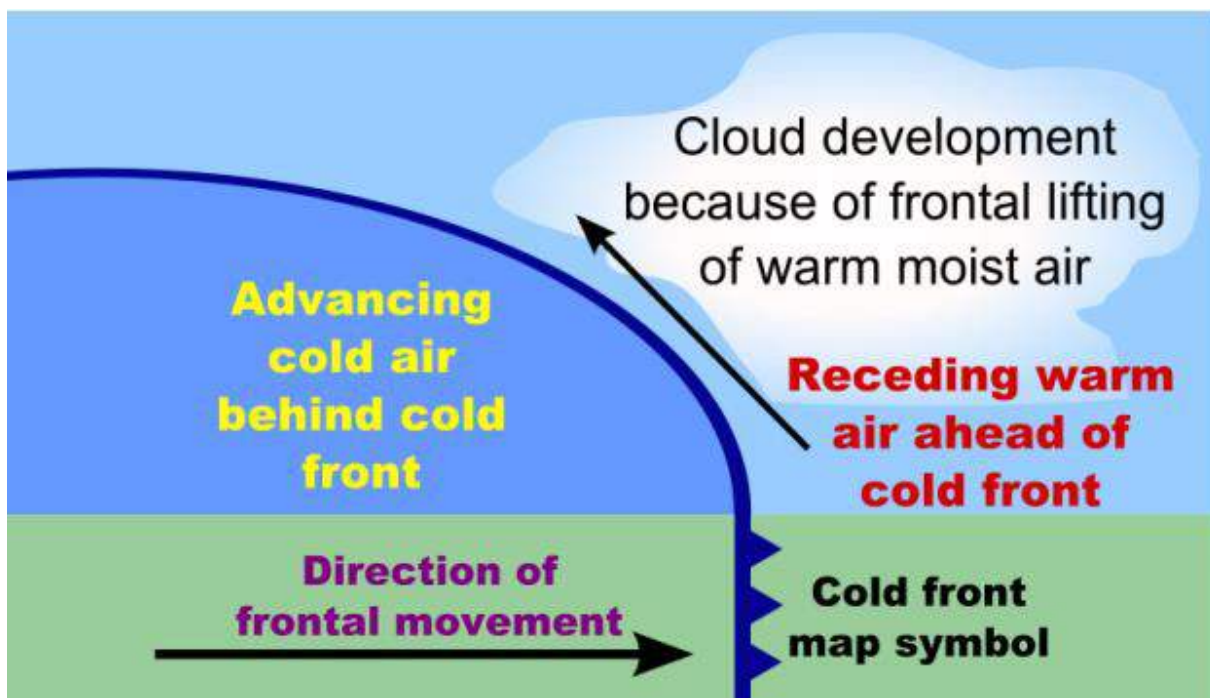 Cloud development
because of frontal lifting
of warm moist air
Advancing
cold air
behind cold
front
Receding warm
air ahead of
cold front
Direction of
frontal movement
Cold front
map symbol